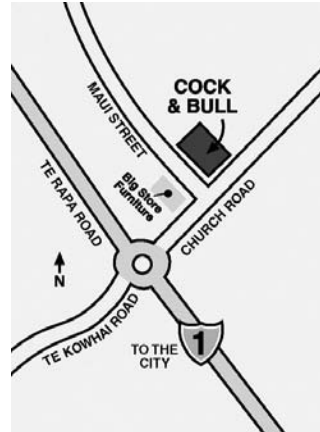 COCK
& BULL
MAUI STREET
Big Store
Furniture
TE RAPA ROAD
CHURCH ROAD
N
TE KOWHAI ROAD
TO THE
CITY
1